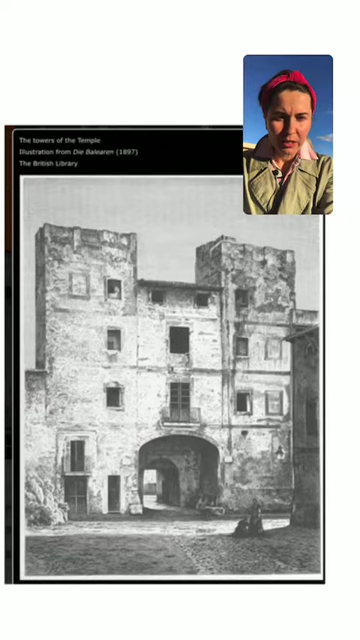 The towers of the Temple
Illustration from Die Balearen (1897)
The British Library